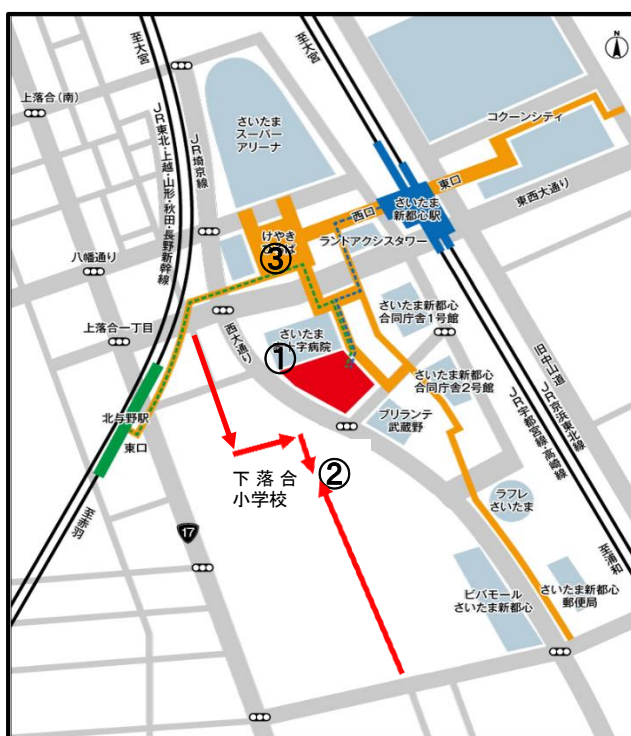 至大宮
至大宮
上落合(南)
JR東北・上越・山形・秋田・長野新幹線
JR埼京線
さいたま
スーパー
アリーナ
コクーンシティ
東口
東西大通り
さいたま
新都心駅
西口
けやき
ば
③
ランドアクシスタワー
八幡通り
上落合一丁目
西大通り
さいたま
十字病院
①
さいたま新都心
合同庁舎1号館
さいたま新都心
合同庁舎2号館
旧中山道
JR京浜東北線
JR宇都宮線・高崎線
北与野駅
東口
ブリランテ
武蔵野
下落合
小学校
②
至赤羽
17
ラフレ
さいたま
至浦和
ビバモール
さいたま新都心
さいたま新都心
郵便局